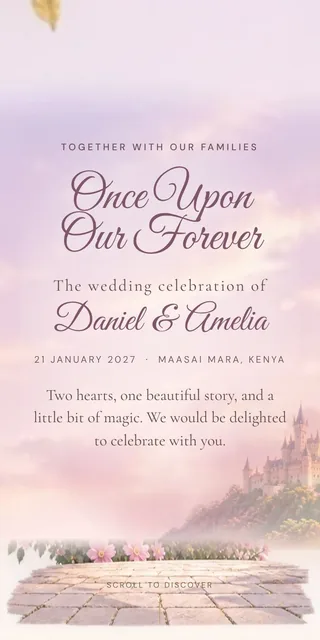 TOGETHER WITH OUR FAMILIES
Once Upon
Our Forever
The wedding celebration of
Daniel & Amelia
21 JANUARY 2027 · MAASAI MARA, KENYA
Two hearts, one beautiful story, and a
little bit of magic. We would be delighted
to celebrate with you.
SCROLL TO DISCOVER